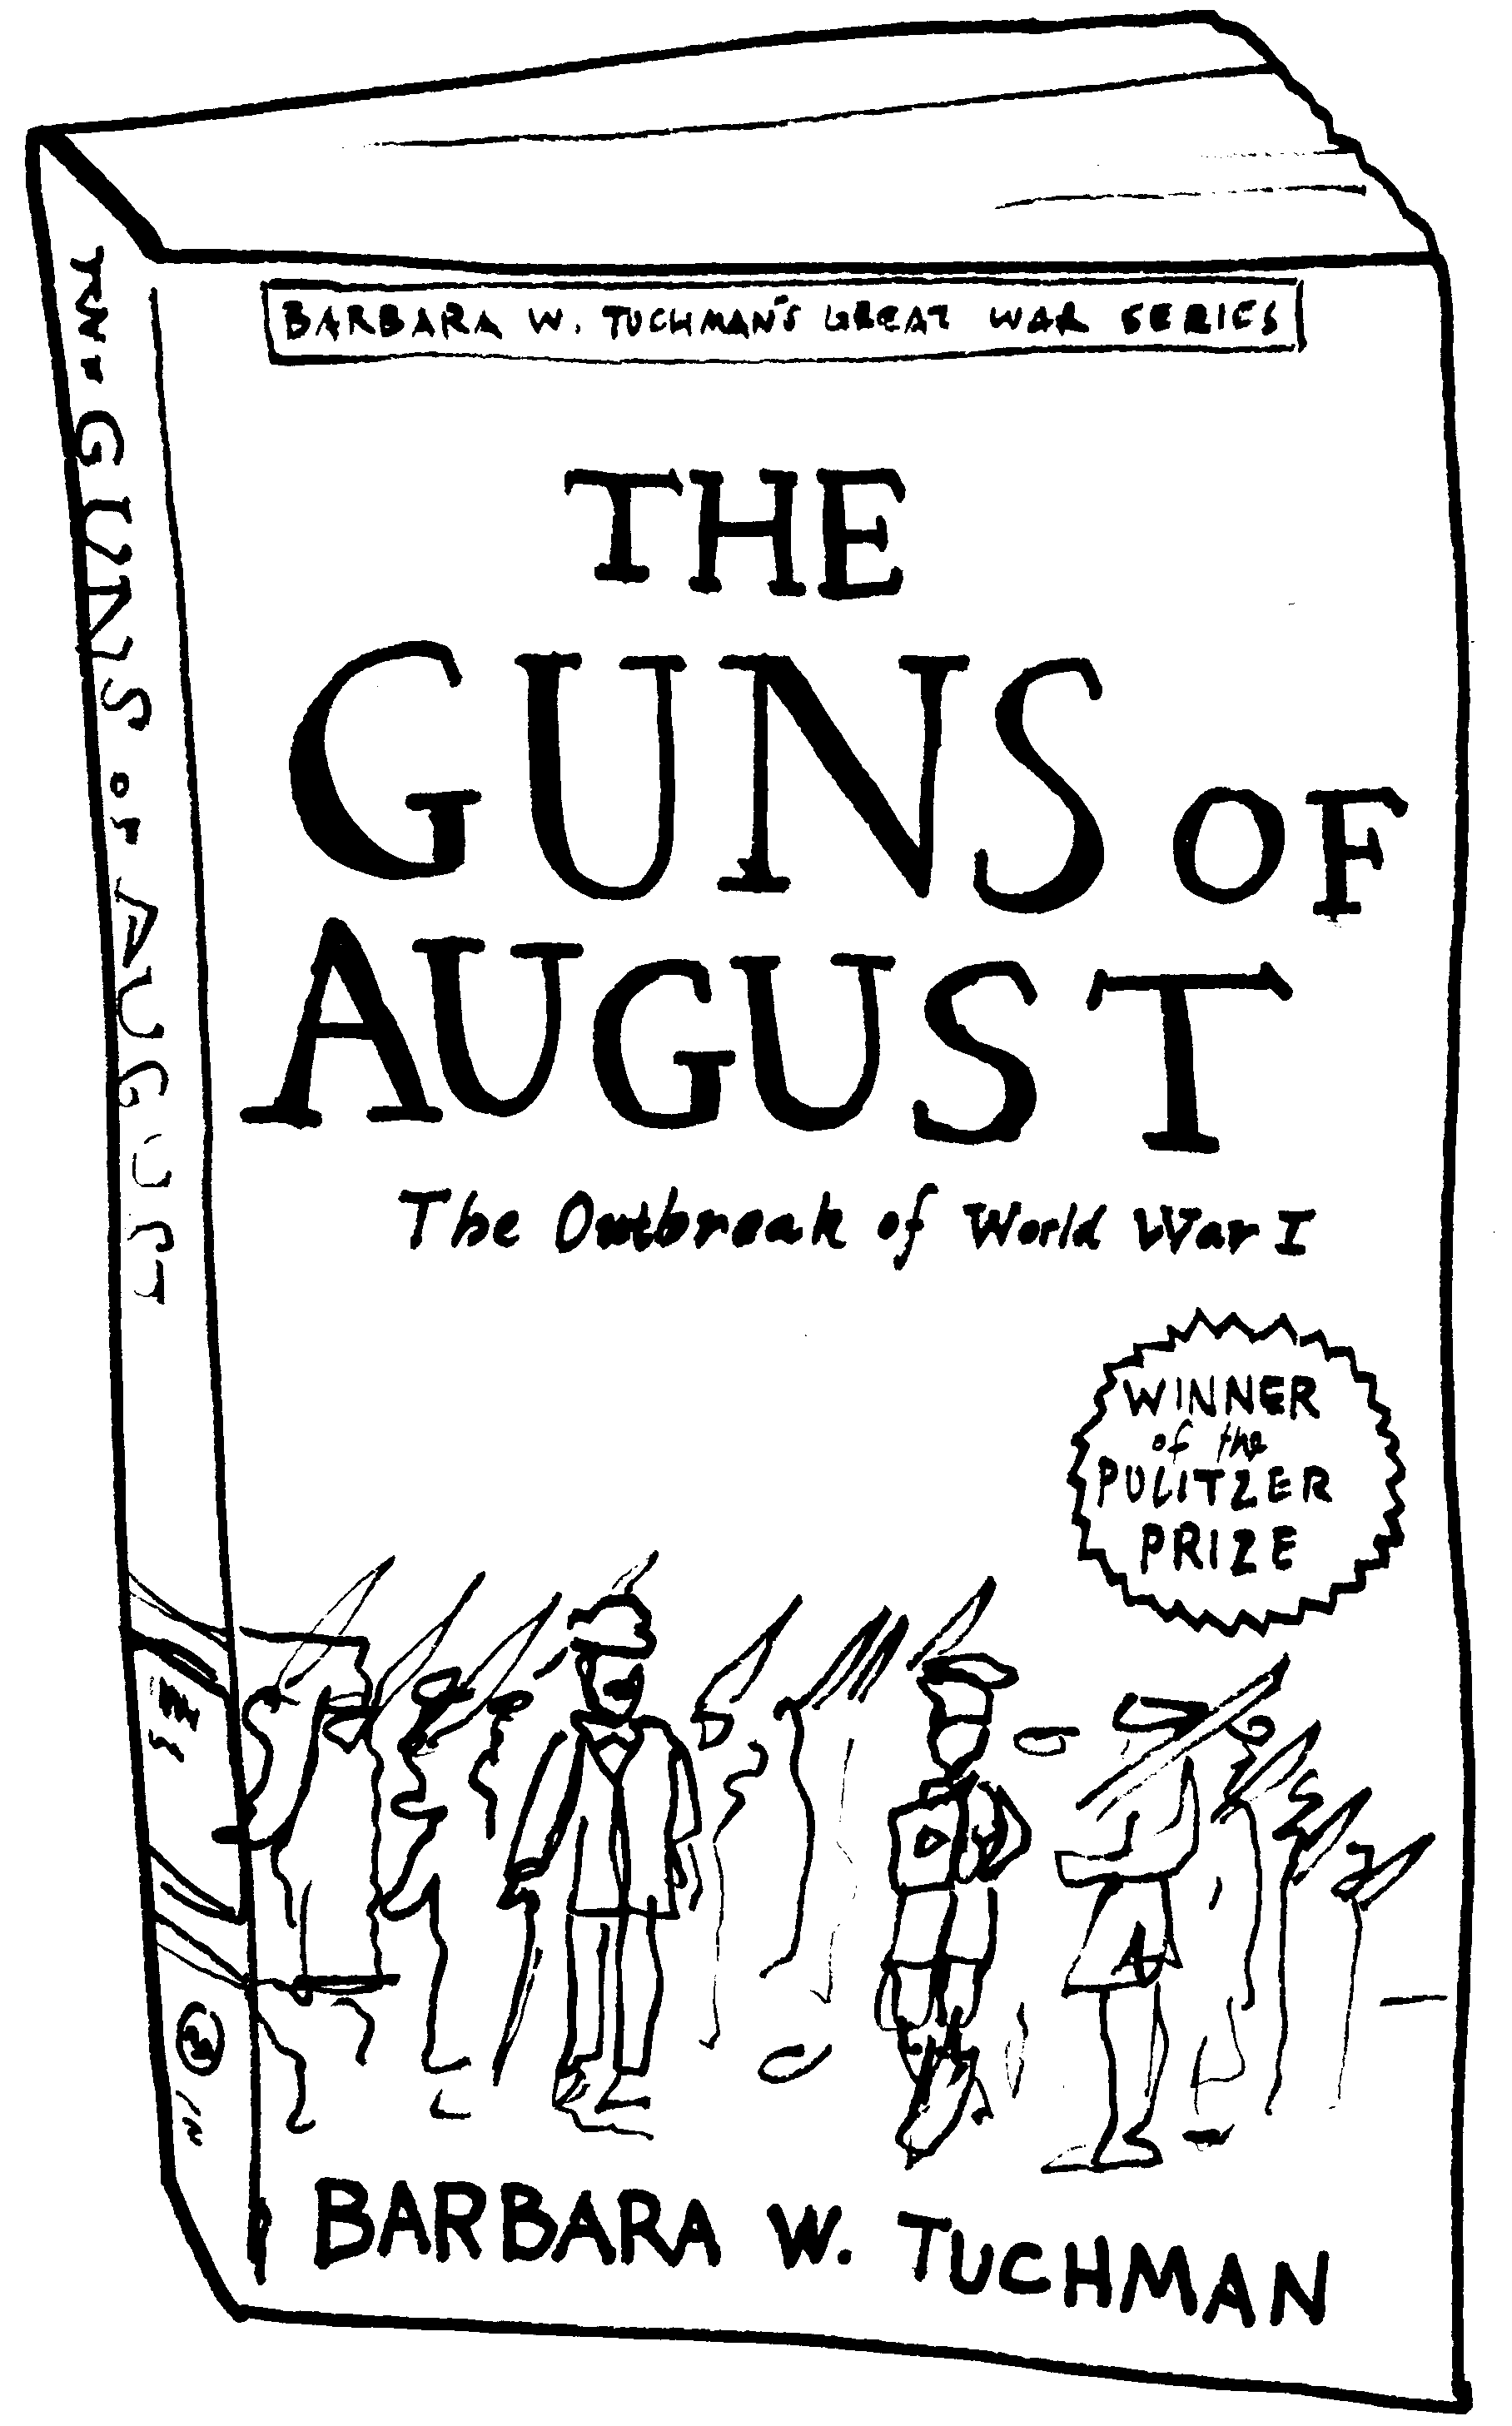 BARBARA W. TUCHMAN'S GREAT WAR SERIES
THE
GUNS OF
AUGUST
The Outbreak of World War I
WINNER
of the
PULITZER
PRIZE
BARBARA W. TUCHMAN
THE GUNS OF AUGUST